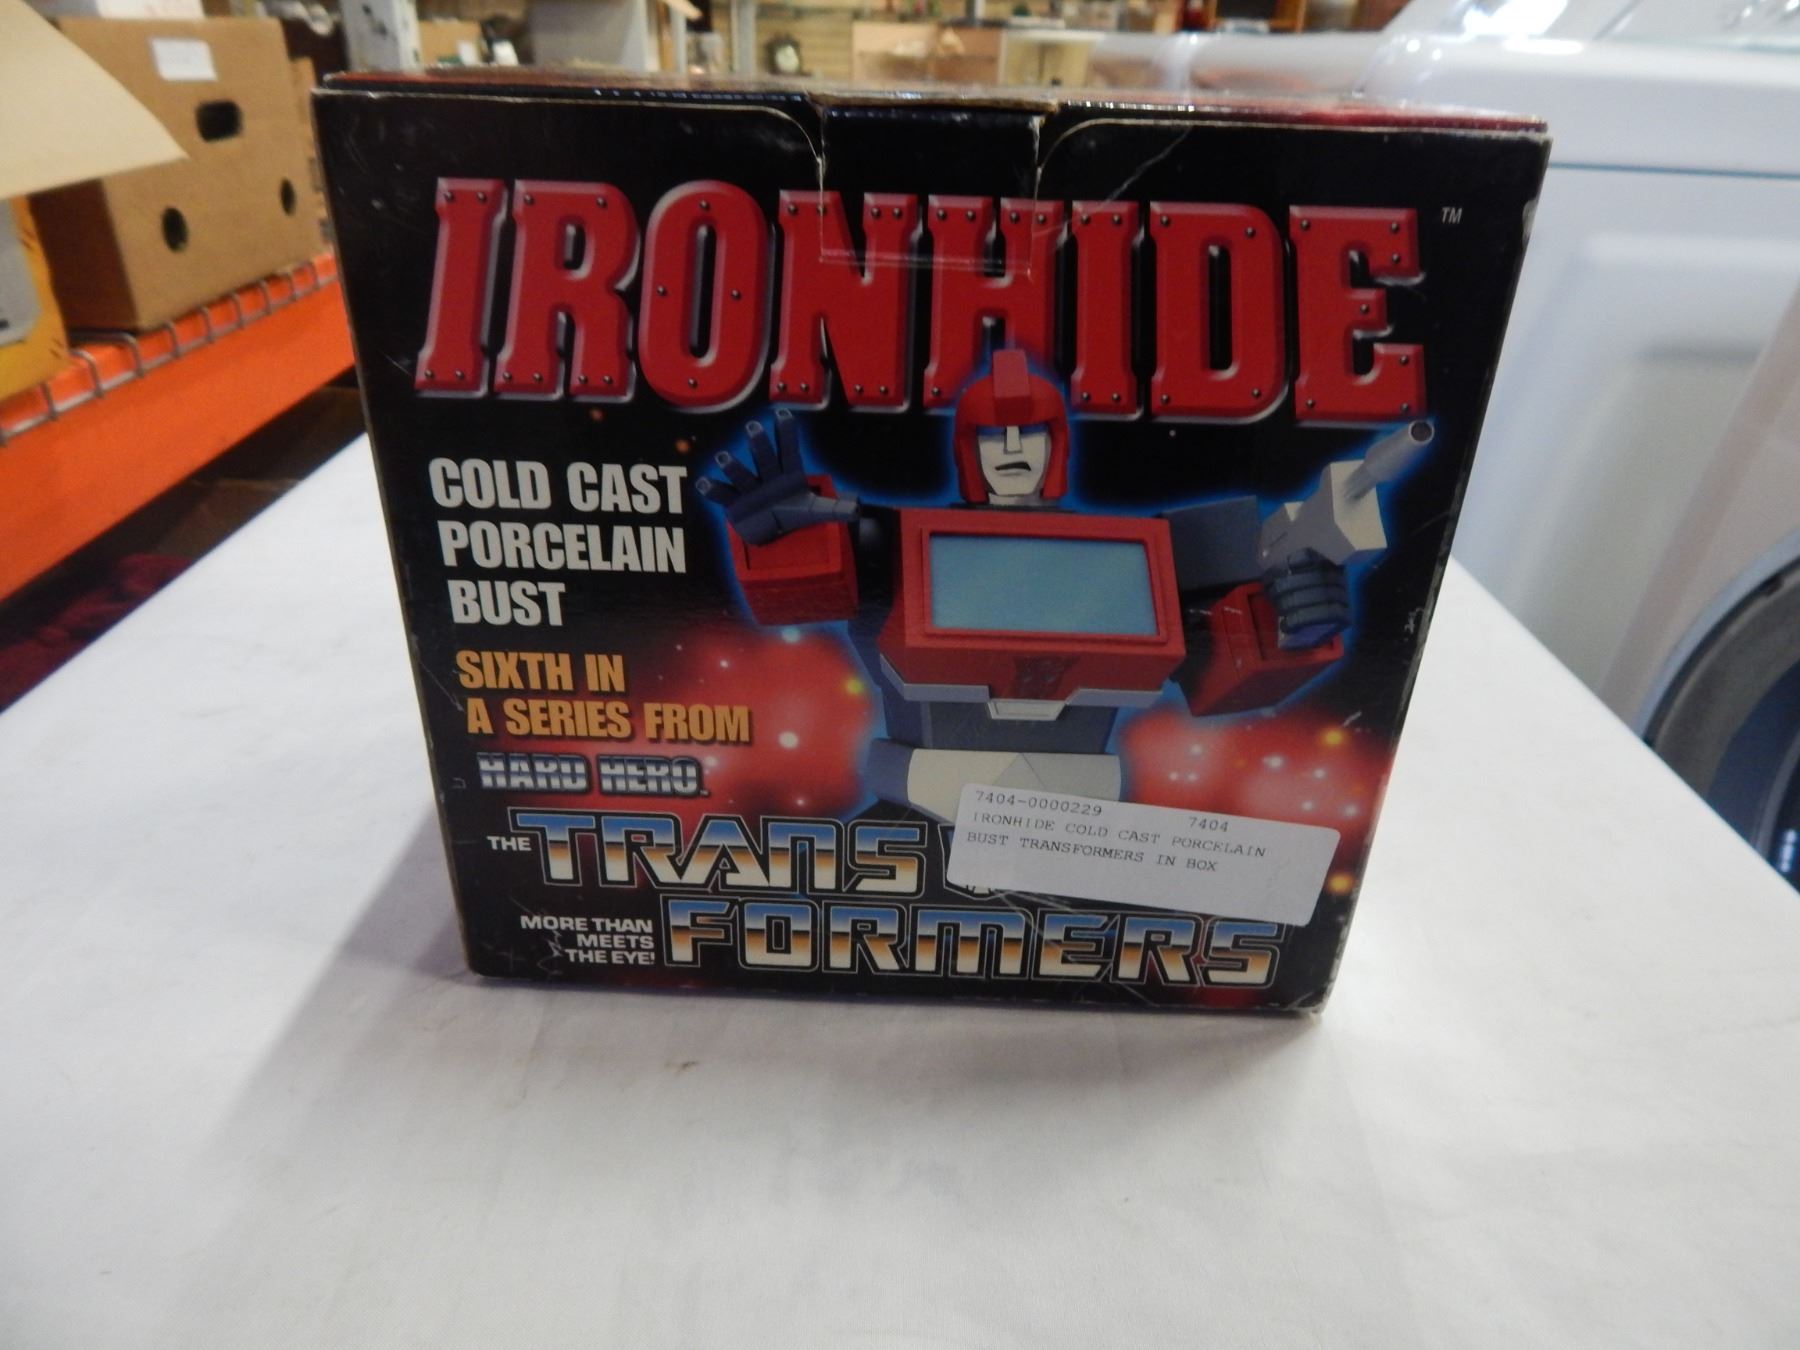 IRONHIDE TM
COLD CAST
PORCELAIN
BUST
SIXTH IN
A SERIES FROM
HARD HERO
THE TRANS
MORE THAN
MEETS
THE EYE!
FORMERS
7404-0000229
7404
IRONHIDE COLD CAST PORCELAIN
BUST TRANSFORMERS IN BOX